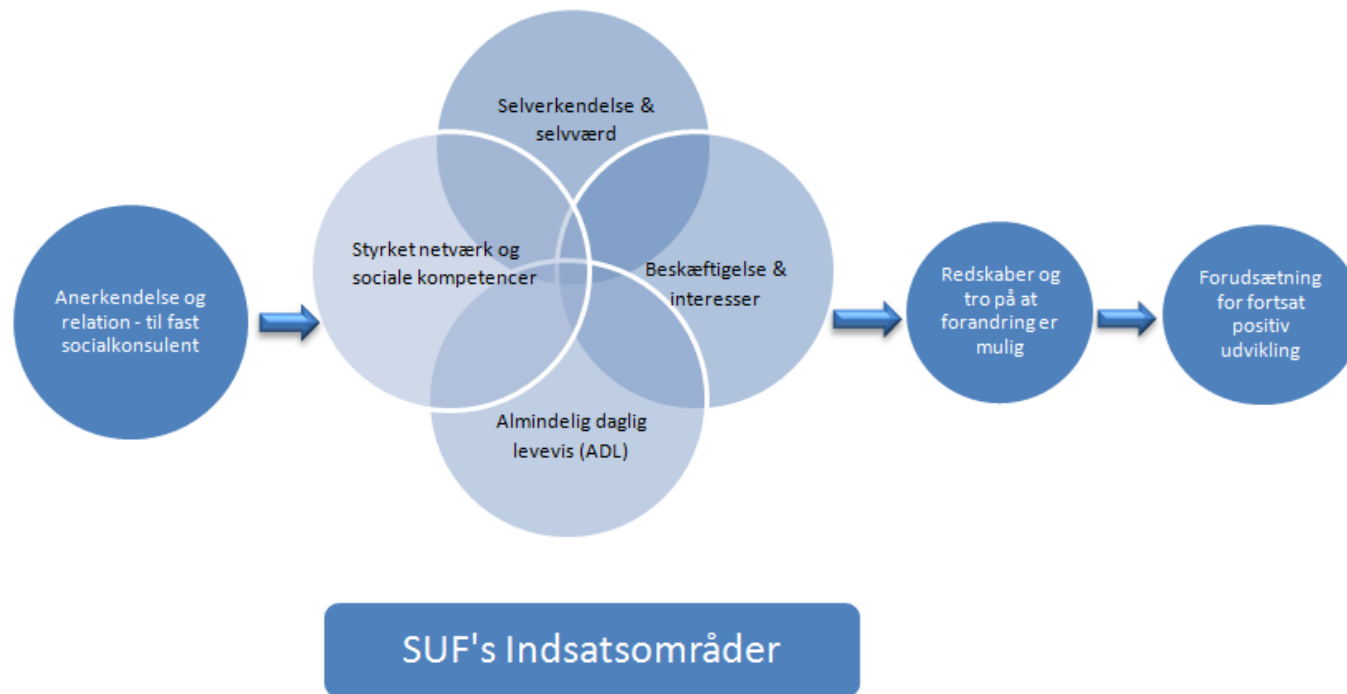 Selverkendelse &
selvværd
Styrket netværk og
sociale kompetencer
Beskæftigelse &
interesser
Almindelig daglig
levevis (ADL)
Anerkendelse og
relation - til fast
socialkonsulent
Redskaber og
tro på at
forandring er
mulig
Forudsætning
for fortsat
positiv
udvikling
SUF's Indsatsområder